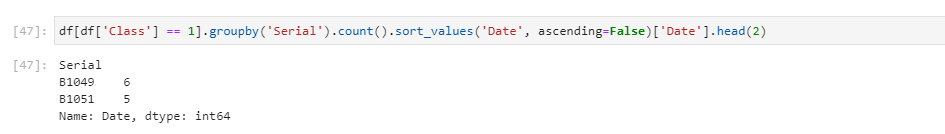 [47]: df[df['Class'] == 1].groupby('Serial').count().sort_values('Date', ascending=False)['Date'].head(2)
[47]: Serial
B1049    6
B1051    5
Name: Date, dtype: int64